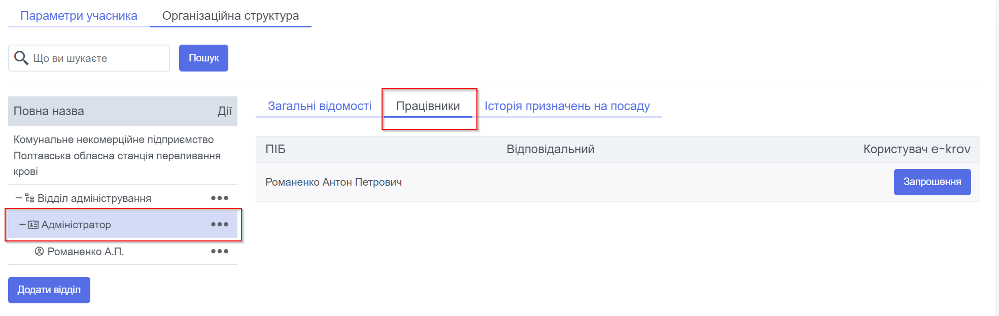 Параметри учасника
Організаційна структура
Що ви шукаєте
Пошук
Повна назва
Дії
Комунальне некомерційне підприємство
Полтавська обласна станція переливання
крові
Відділ адміністрування
Адміністратор
Романенко А.П.
Додати відділ
Загальні відомості
Працівники
Історія призначень на посаду
ПІБ
Відповідальний
Користувач e-krov
Романенко Антон Петрович
Запрошення